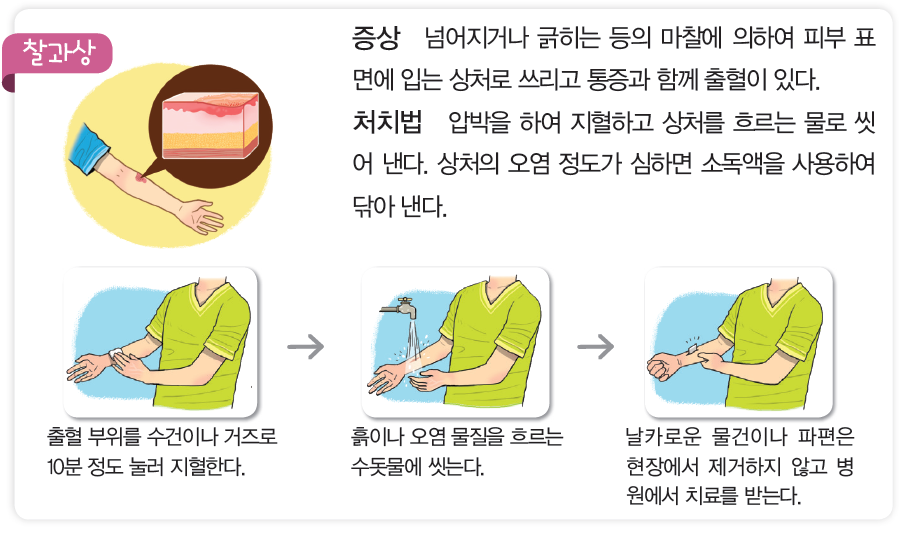 찰과상
증상 넘어지거나 긁히는 등의 마찰에 의하여 피부 표
면에 입는 상처로 쓰리고 통증과 함께 출혈이 있다.
처치법 압박을 하여 지혈하고 상처를 흐르는 물로 씻
어 낸다. 상처의 오염 정도가 심하면 소독액을 사용하여
닦아 낸다.
출혈 부위를 수건이나 거즈로
10분 정도 눌러 지혈한다.
흙이나 오염 물질을 흐르는
수돗물에 씻는다.
날카로운 물건이나 파편은
현장에서 제거하지 않고 병
원에서 치료를 받는다.